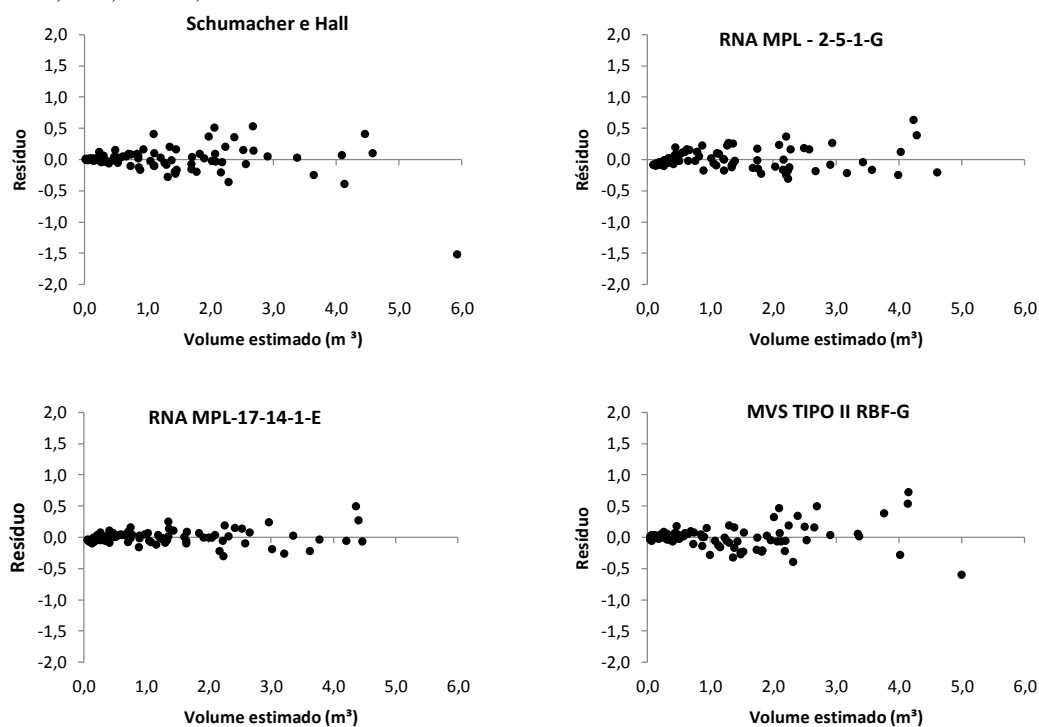 Schumacher e Hall
2,0
1,5
1,0
0,5
0,0
-0,5
-1,0
-1,5
-2,0
Resíduo
0,0 1,0 2,0 3,0 4,0 5,0 6,0
Volume estimado (m ³)
RNA MPL - 2-5-1-G
2,0
1,5
1,0
0,5
0,0
-0,5
-1,0
-1,5
-2,0
Résíduo
0,0 1,0 2,0 3,0 4,0 5,0 6,0
Volume estimado (m³)
RNA MPL-17-14-1-E
2,0
1,5
1,0
0,5
0,0
-0,5
-1,0
-1,5
-2,0
Resíduo
0,0 1,0 2,0 3,0 4,0 5,0 6,0
Volume estimado (m³)
MVS TIPO II RBF-G
2,0
1,5
1,0
0,5
0,0
-0,5
-1,0
-1,5
-2,0
Resíduo
0,0 1,0 2,0 3,0 4,0 5,0 6,0
Volume estimado (m³)